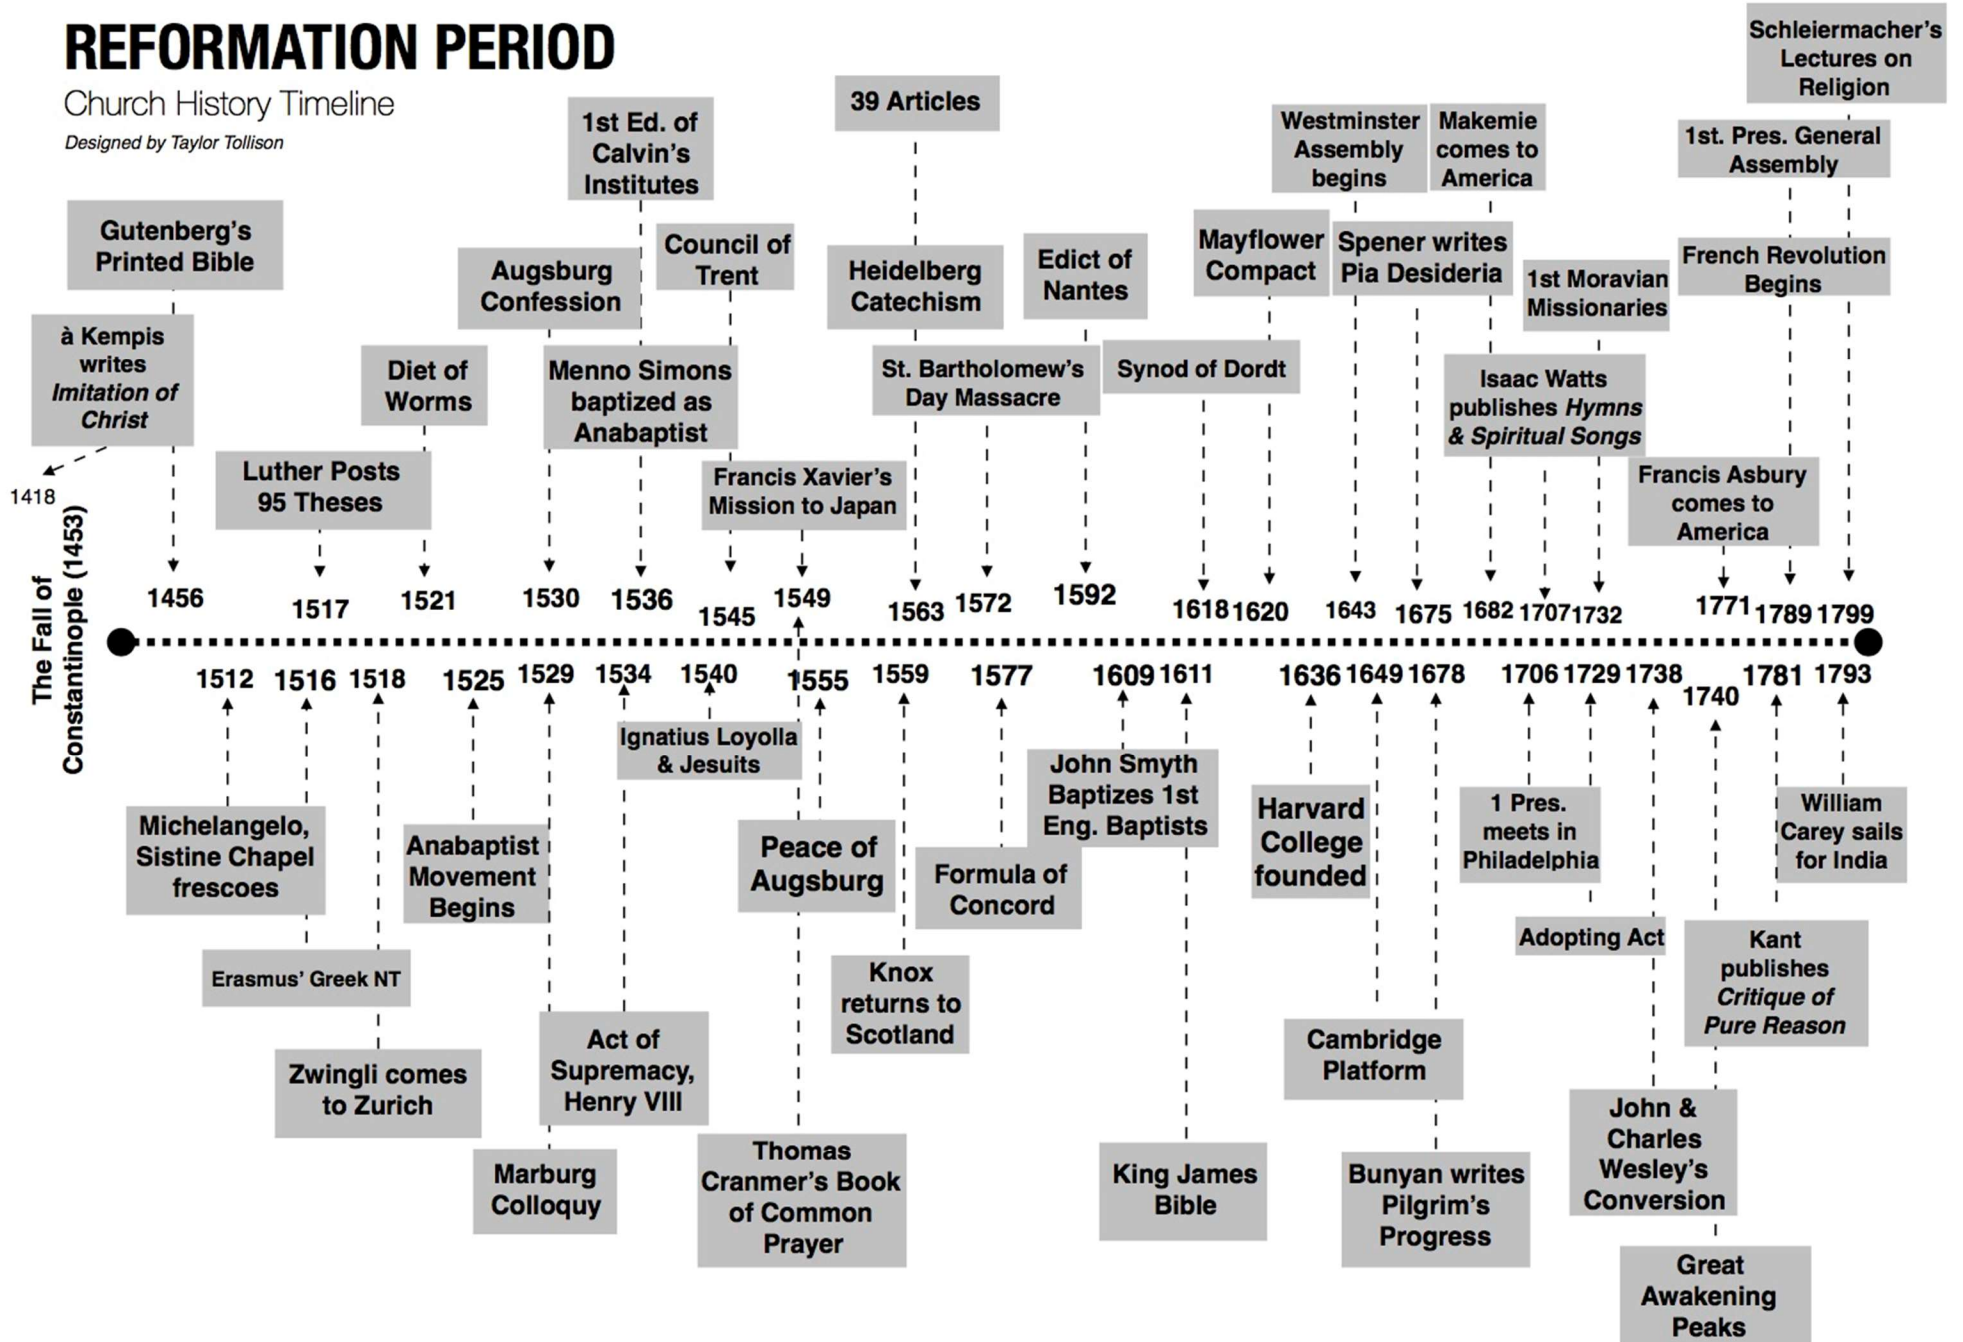 REFORMATION PERIOD
Church History Timeline
Designed by Taylor Tollison
Gutenberg's
Printed Bible
à Kempis
writes
Imitation of
Christ
1418
The Fall of
Constantinople (1453)
Luther Posts
95 Theses
Diet of
Worms
Augsburg
Confession
1st Ed. of
Calvin's
Institutes
Menno Simons
baptized as
Anabaptist
Council of
Trent
Francis Xavier's
Mission to Japan
39 Articles
Heidelberg
Catechism
St. Bartholomew's
Day Massacre
Edict of
Nantes
Synod of Dordt
Mayflower
Compact
Westminster
Assembly
begins
Makemie
comes to
America
Spener writes
Pia Desideria
1st Moravian
Missionaries
Isaac Watts
publishes Hymns
& Spiritual Songs
Francis Asbury
comes to
America
Schleiermacher's
Lectures on
Religion
1st. Pres. General
Assembly
French Revolution
Begins
1456
1517
1521
1530
1536
1545
1549
1563
1572
1592
1618
1620
1643
1675
1682
1707
1732
1771
1789
1799
1512
1516
1518
1525
1529
1534
1540
1555
1559
1577
1609
1611
1636
1649
1678
1706
1729
1738
1740
1781
1793
Michelangelo,
Sistine Chapel
frescoes
Erasmus' Greek NT
Zwingli comes
to Zurich
Anabaptist
Movement
Begins
Marburg
Colloquy
Act of
Supremacy,
Henry VIII
Ignatius Loyolla
& Jesuits
Peace of
Augsburg
Thomas
Cranmer's Book
of Common
Prayer
Knox
returns to
Scotland
Formula of
Concord
John Smyth
Baptizes 1st
Eng. Baptists
King James
Bible
Harvard
College
founded
Cambridge
Platform
Bunyan writes
Pilgrim's
Progress
1 Pres.
meets in
Philadelphia
Adopting Act
John &
Charles
Wesley's
Conversion
Great
Awakening
Peaks
Kant
publishes
Critique of
Pure Reason
William
Carey sails
for India